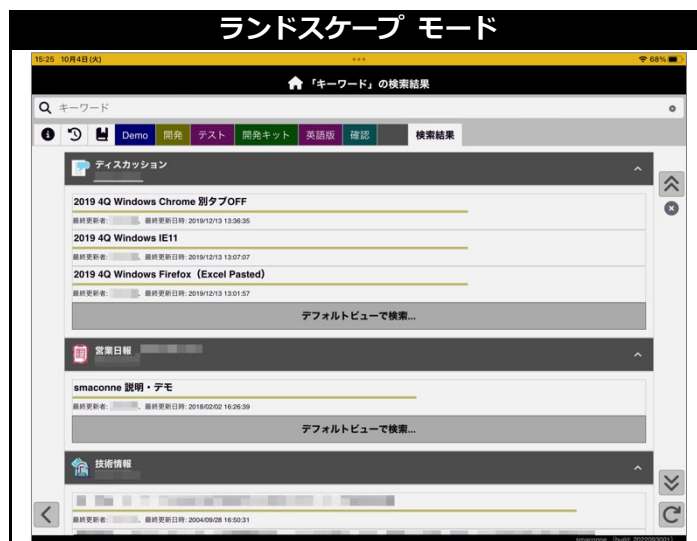 ランドスケープ モード
15:25 10月4日(火)
68%
「キーワード」の検索結果
キーワード
Demo 開発 テスト 開発キット 英語版 確認 検索結果
ディスカッション
2019 4Q Windows Chrome 別タブOFF
最終更新者: 、最終更新日時: 2019/12/13 13:36:35
2019 4Q Windows IE11
最終更新者: 、最終更新日時: 2019/12/13 13:07:07
2019 4Q Windows Firefox（Excel Pasted）
最終更新者: 、最終更新日時: 2019/12/13 13:01:57
デフォルトビューで検索...
営業日報
smaconne 説明・デモ
最終更新者: 、最終更新日時: 2018/02/02 16:26:39
デフォルトビューで検索...
技術情報
最終更新者: 、最終更新日時: 2004/09/28 16:50:31
smaconne (build: 2022093001)